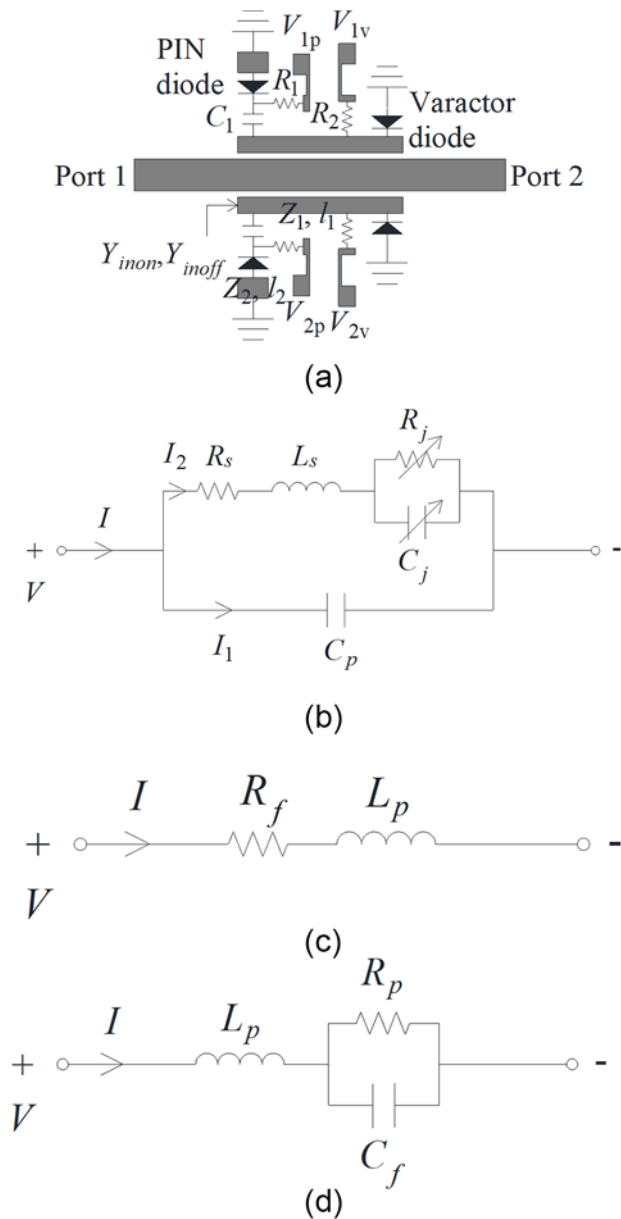 V1p
V1v
PIN
diode
R1
C1
R2
Varactor
diode
Port 1
Port 2
Z1, l1
Yinon, Yinoff
Z2, l2
V2p
V2v
(a)
Rj
I2
Rs
Ls
I
+
-
V
Cj
I1
Cp
(b)
I
Rf
Lp
+
-
V
(c)
Rp
I
Lp
+
-
V
Cf
(d)